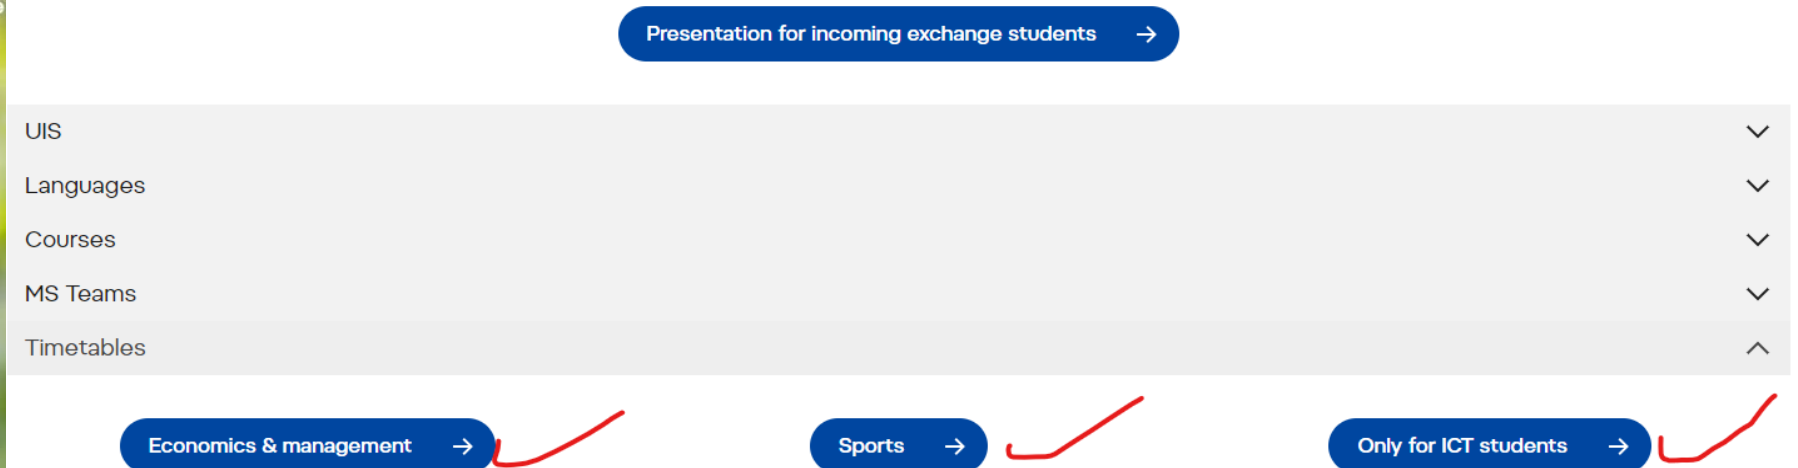 Presentation for incoming exchange students
UIS
Languages
Courses
MS Teams
Timetables
Economics & management
Sports
Only for ICT students